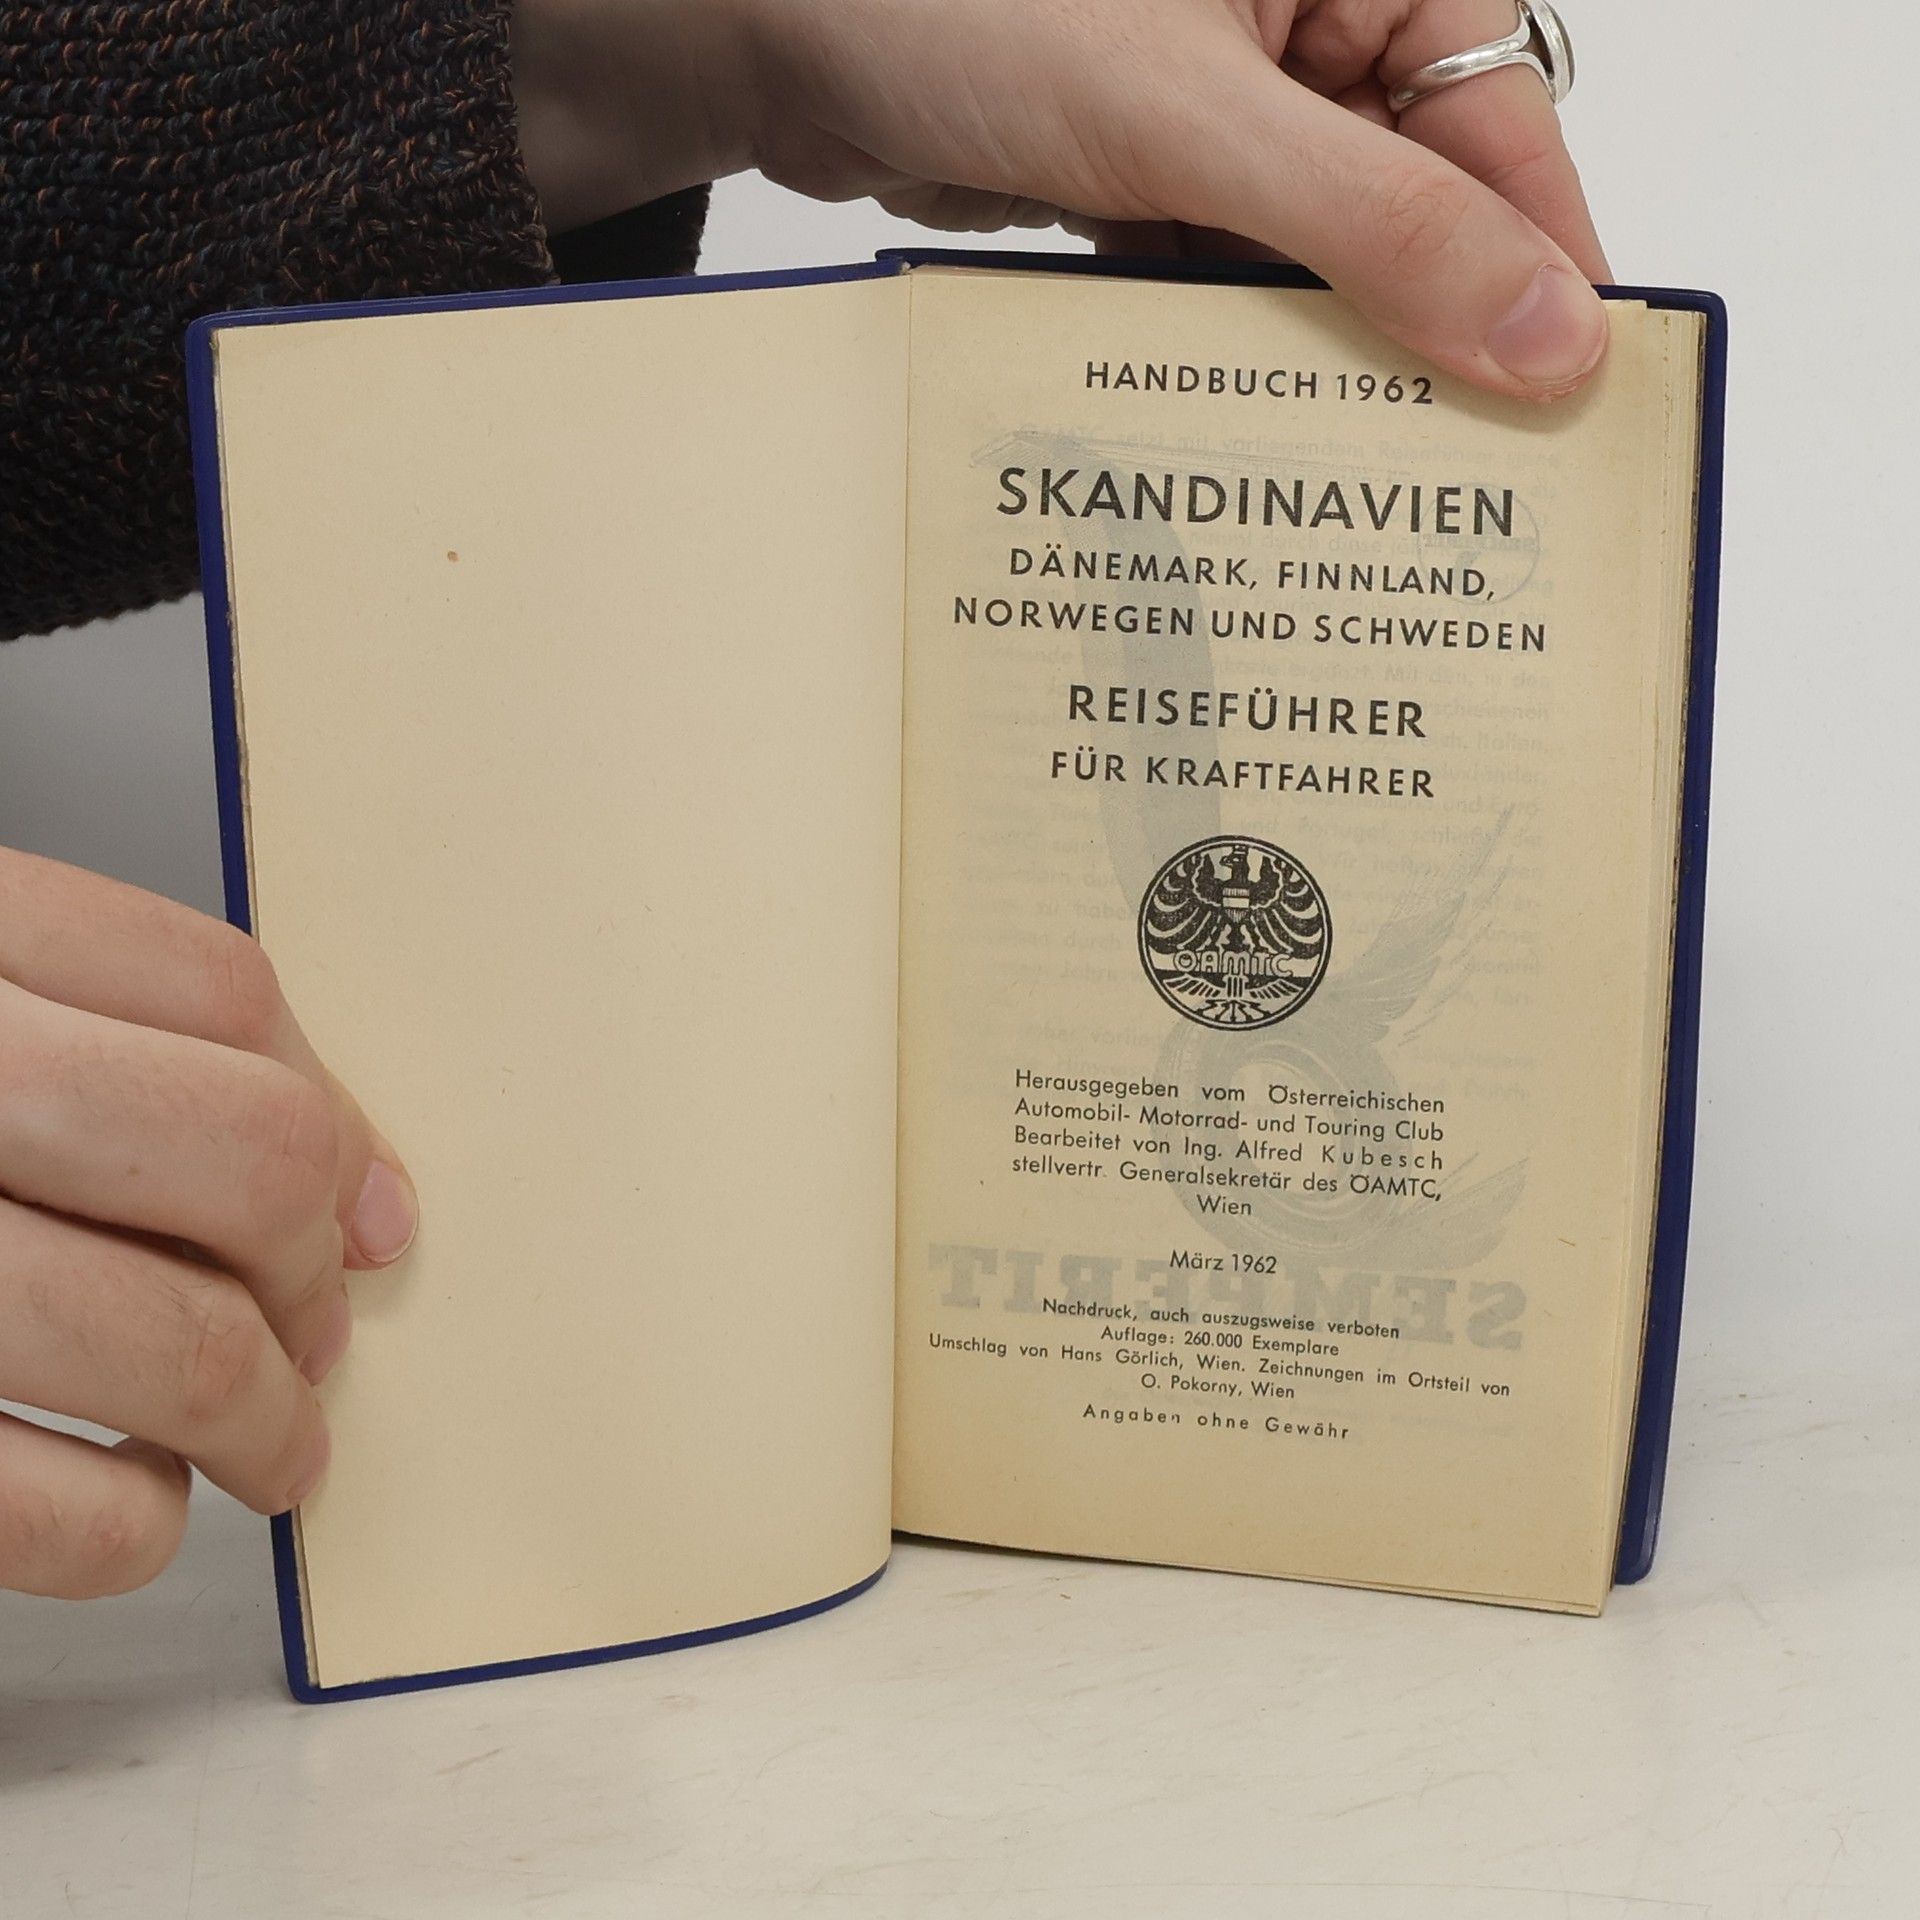 HANDBUCH 1962
SKANDINAVIEN
DÄNEMARK, FINNLAND,
NORWEGEN UND SCHWEDEN
REISEFÜHRER
FÜR KRAFTFAHRER
ÖAMTC
Herausgegeben vom Österreichischen
Automobil- Motorrad- und Touring Club
Bearbeitet von Ing. Alfred Kubesch
stellvertr. Generalsekretär des ÖAMTC,
Wien
März 1962
SEMPERIT
Nachdruck, auch auszugsweise verboten
Auflage: 260.000 Exemplare
Umschlag von Hans Görlich, Wien. Zeichnungen im Ortsteil von
O. Pokorny, Wien
Angaben ohne Gewähr